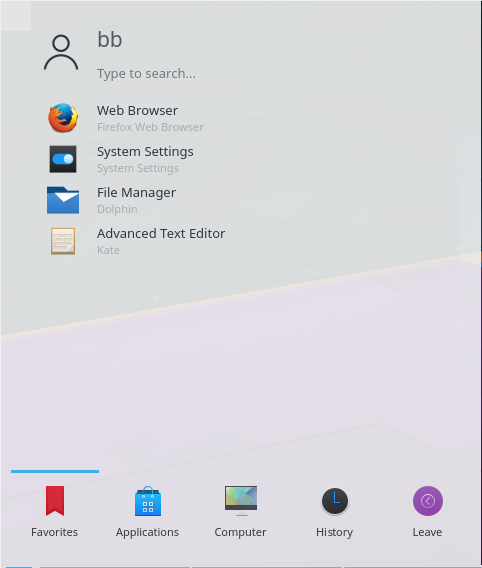 bb
Type to search...
Web Browser
Firefox Web Browser
System Settings
System Settings
File Manager
Dolphin
Advanced Text Editor
Kate
Favorites
Applications
Computer
History
Leave